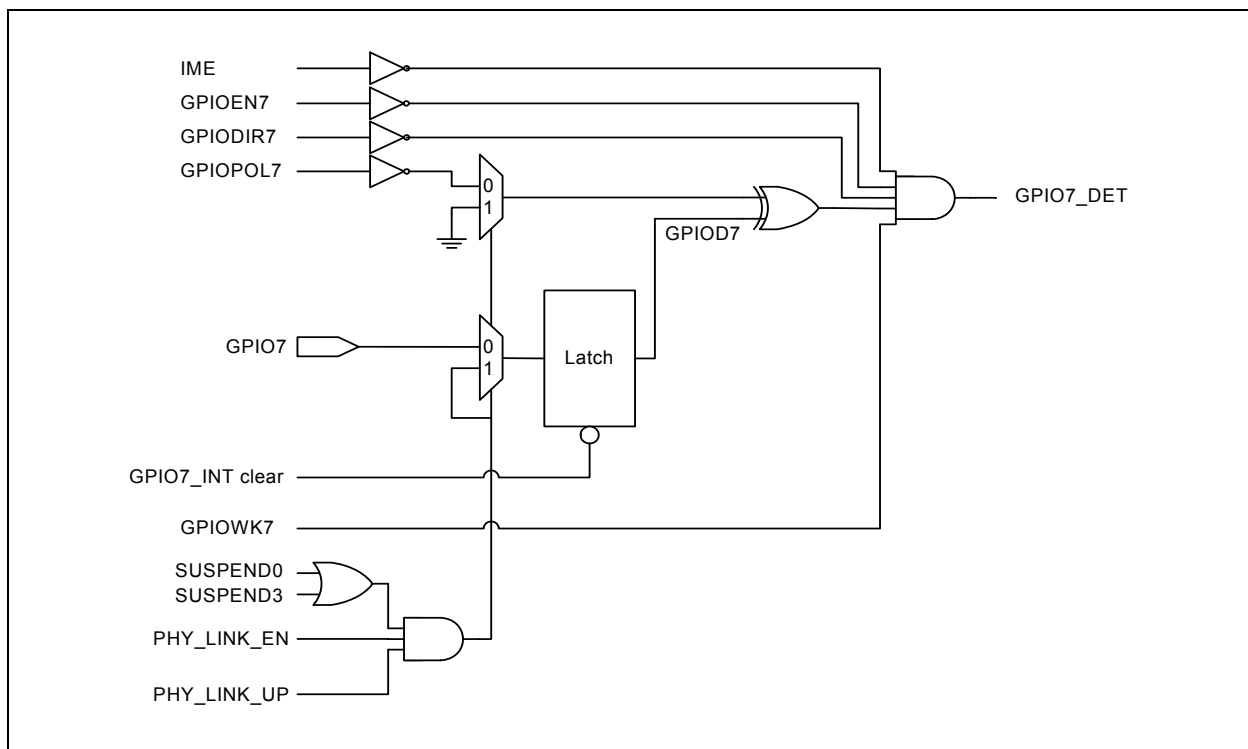 IME
GPIOEN7
GPIODIR7
GPIOPOL7
0
1
GPIO7_DET
GPIOD7
GPIO7
0
1
Latch
GPIO7_INT clear
GPIOWK7
SUSPEND0
SUSPEND3
PHY_LINK_EN
PHY_LINK_UP